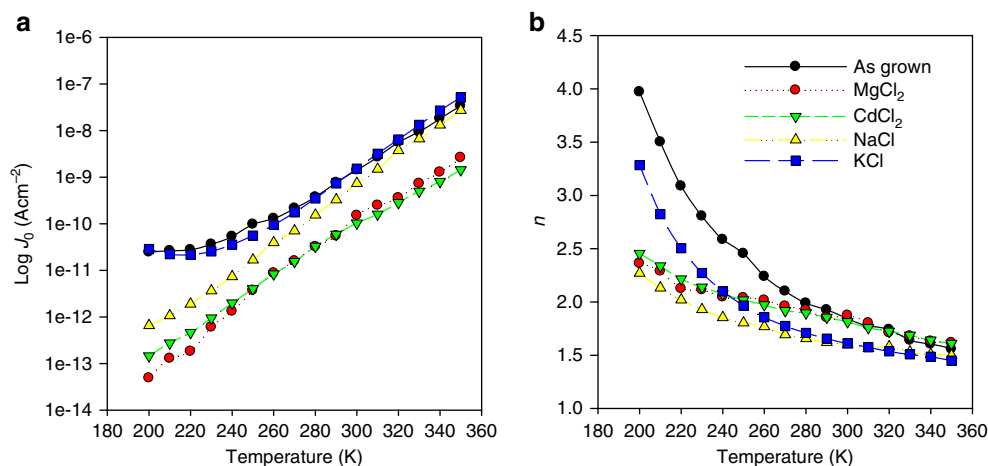 a
1e-6
1e-7
1e-8
1e-9
1e-10
1e-11
1e-12
1e-13
1e-14
Log J₀ (Acm⁻²)
180 200 220 240 260 280 300 320 340 360
Temperature (K)
b
4.5
4.0
3.5
3.0
2.5
2.0
1.5
1.0
n
As grown
MgCl₂
CdCl₂
NaCl
KCl
180 200 220 240 260 280 300 320 340 360
Temperature (K)